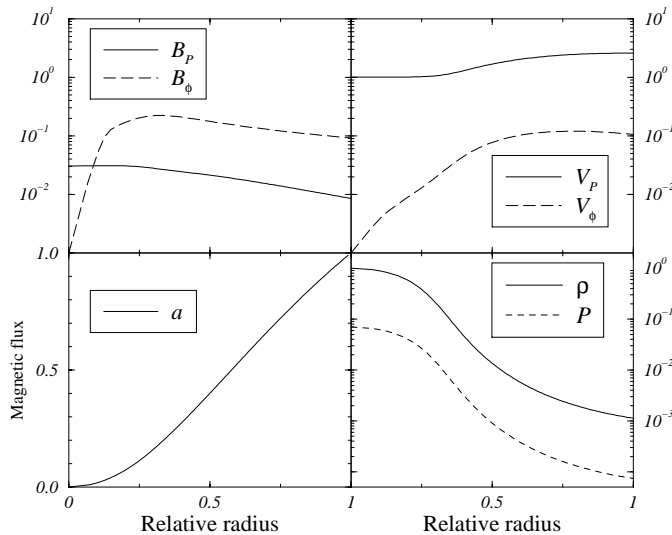 10¹
10⁰
10⁻¹
10⁻²
B_P
B_ϕ
10¹
10⁰
10⁻¹
10⁻²
V_P
V_ϕ
1.0
0.5
0.0
Magnetic flux
a
0 0.5 1
Relative radius
10⁰
10⁻¹
10⁻²
10⁻³
ρ
P
0.5 1
Relative radius